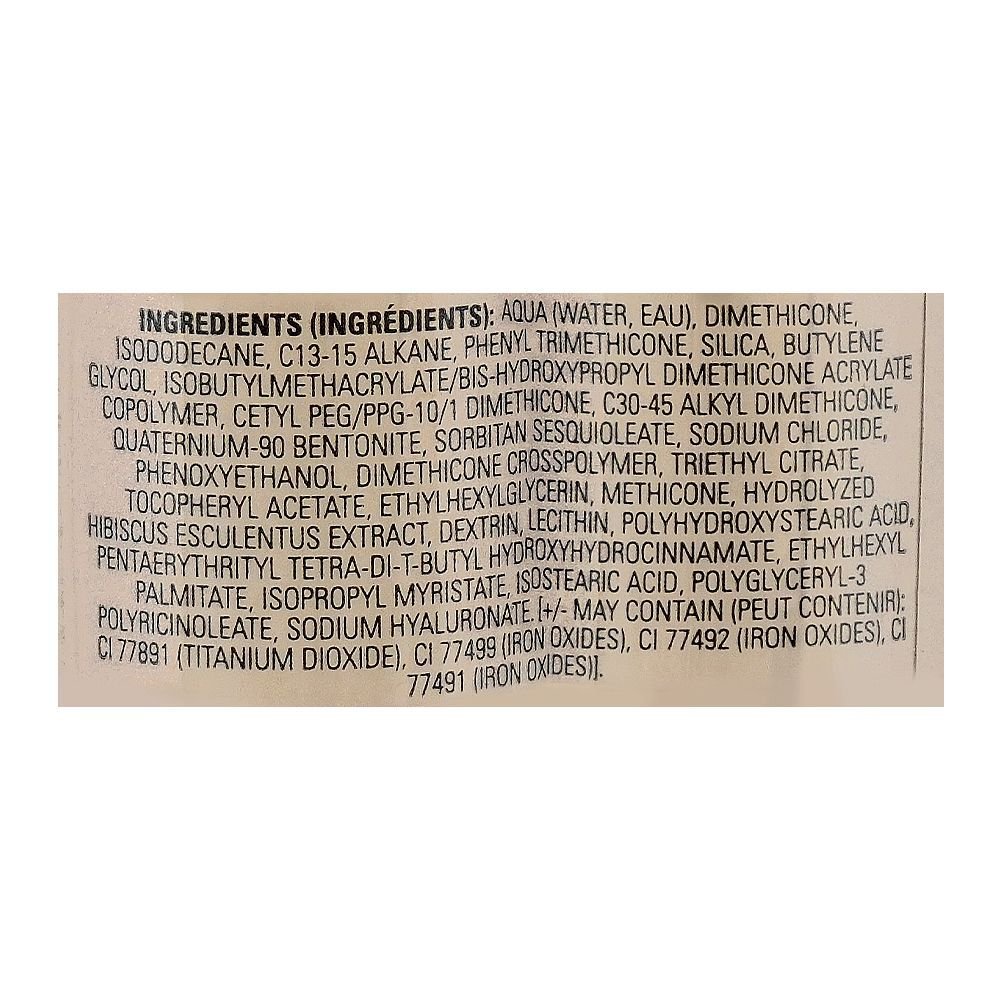 INGREDIENTS (INGRÉDIENTS): AQUA (WATER, EAU), DIMETHICONE,
ISODODECANE, C13-15 ALKANE, PHENYL TRIMETHICONE, SILICA, BUTYLENE
GLYCOL, ISOBUTYLMETHACRYLATE/BIS-HYDROXYPROPYL DIMETHICONE ACRYLATE
COPOLYMER, CETYL PEG/PPG-10/1 DIMETHICONE, C30-45 ALKYL DIMETHICONE,
QUATERNIUM-90 BENTONITE, SORBITAN SESQUIOLEATE, SODIUM CHLORIDE,
PHENOXYETHANOL, DIMETHICONE CROSSPOLYMER, TRIETHYL CITRATE,
TOCOPHERYL ACETATE, ETHYLHEXYLGLYCERIN, METHICONE, HYDROLYZED
HIBISCUS ESCULENTUS EXTRACT, DEXTRIN, LECITHIN, POLYHYDROXYSTEARIC ACID,
PENTAERYTHRITYL TETRA-DI-T-BUTYL HYDROXYHYDROCINNAMATE, ETHYLHEXYL
PALMITATE, ISOPROPYL MYRISTATE, ISOSTEARIC ACID, POLYGLYCERYL-3
POLYRICINOLEATE, SODIUM HYALURONATE. [+/- MAY CONTAIN (PEUT CONTENIR):
CI 77891 (TITANIUM DIOXIDE), CI 77499 (IRON OXIDES), CI 77492 (IRON OXIDES), CI
77491 (IRON OXIDES)].